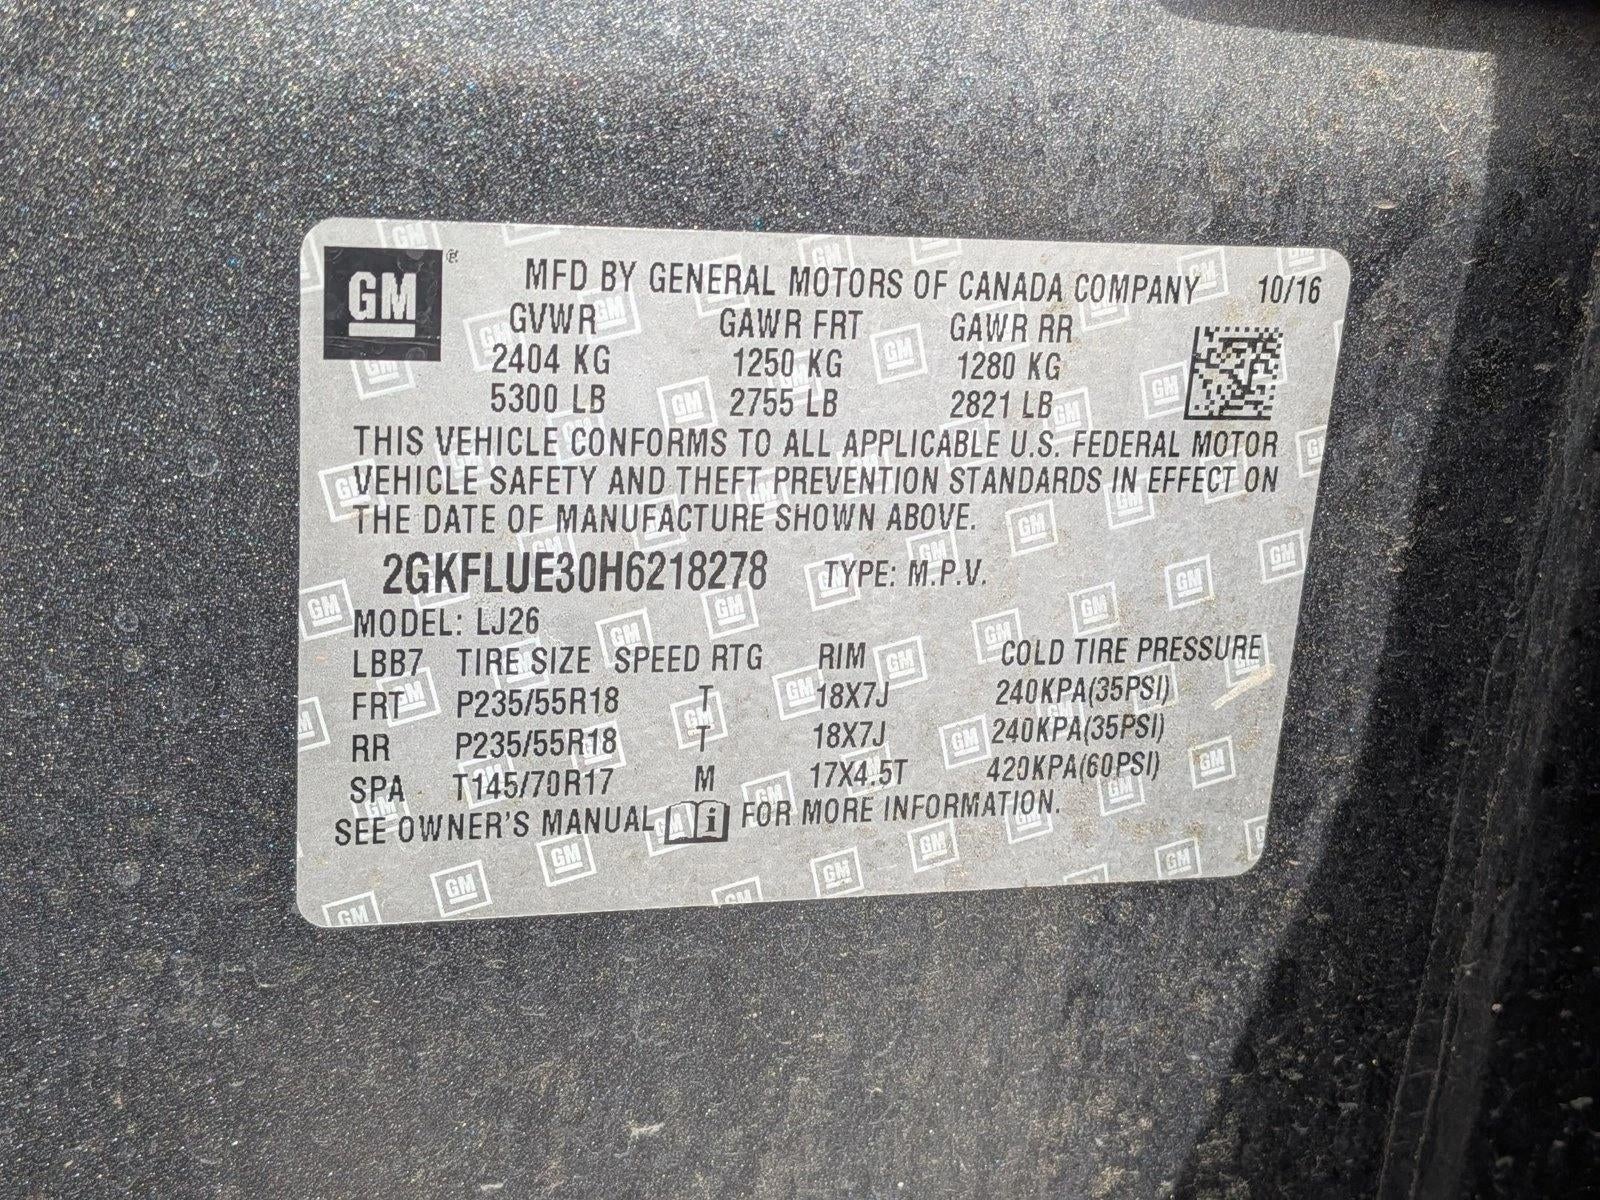 GM ® MFD BY GENERAL MOTORS OF CANADA COMPANY 10/16
GVWR GAWR FRT GAWR RR
2404 KG 1250 KG 1280 KG
5300 LB 2755 LB 2821 LB
THIS VEHICLE CONFORMS TO ALL APPLICABLE U.S. FEDERAL MOTOR
VEHICLE SAFETY AND THEFT PREVENTION STANDARDS IN EFFECT ON
THE DATE OF MANUFACTURE SHOWN ABOVE.
2GKFLUE30H6218278 TYPE: M.P.V.
MODEL: LJ26
LBB7 TIRE SIZE SPEED RTG RIM COLD TIRE PRESSURE
FRT P235/55R18 T 18X7J 240KPA(35PSI)
RR P235/55R18 T 18X7J 240KPA(35PSI)
SPA T145/70R17 M 17X4.5T 420KPA(60PSI)
SEE OWNER'S MANUAL i FOR MORE INFORMATION.